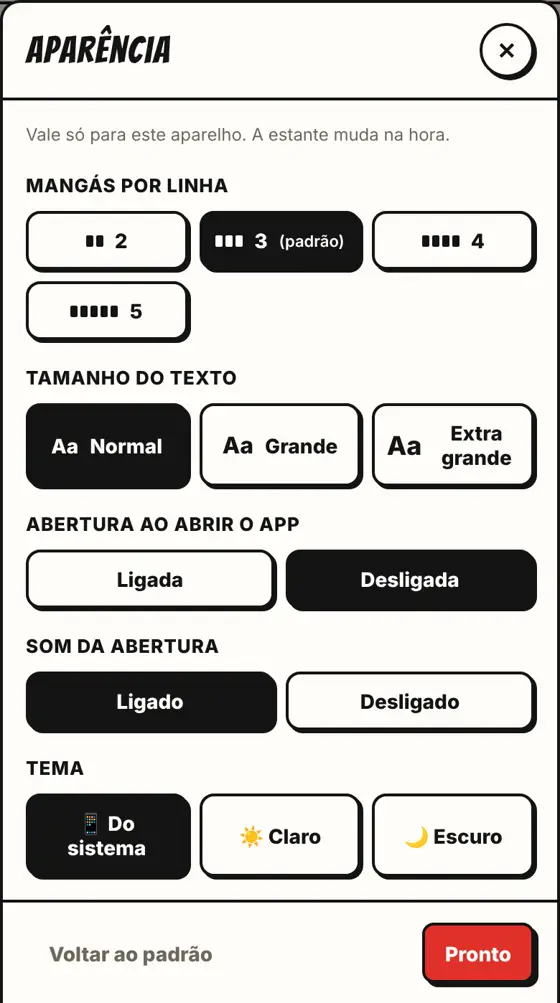 APARÊNCIA
Vale só para este aparelho. A estante muda na hora.
MANGÁS POR LINHA
2
3 (padrão)
4
5
TAMANHO DO TEXTO
Aa Normal
Aa Grande
Aa Extra
grande
ABERTURA AO ABRIR O APP
Ligada
Desligada
SOM DA ABERTURA
Ligado
Desligado
TEMA
Do
sistema
Claro
Escuro
Voltar ao padrão
Pronto